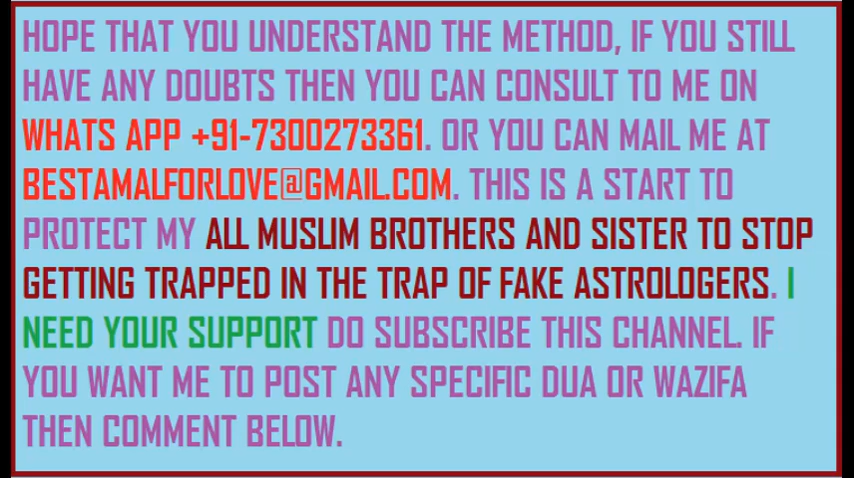 HOPE THAT YOU UNDERSTAND THE METHOD, IF YOU STILL
HAVE ANY DOUBTS THEN YOU CAN CONSULT TO ME ON
WHATS APP +91-7300273361. OR YOU CAN MAIL ME AT
BESTAMALFORLOVE@GMAIL.COM. THIS IS A START TO
PROTECT MY ALL MUSLIM BROTHERS AND SISTER TO STOP
GETTING TRAPPED IN THE TRAP OF FAKE ASTROLOGERS. I
NEED YOUR SUPPORT DO SUBSCRIBE THIS CHANNEL. IF
YOU WANT ME TO POST ANY SPECIFIC DUA OR WAZIFA
THEN COMMENT BELOW.